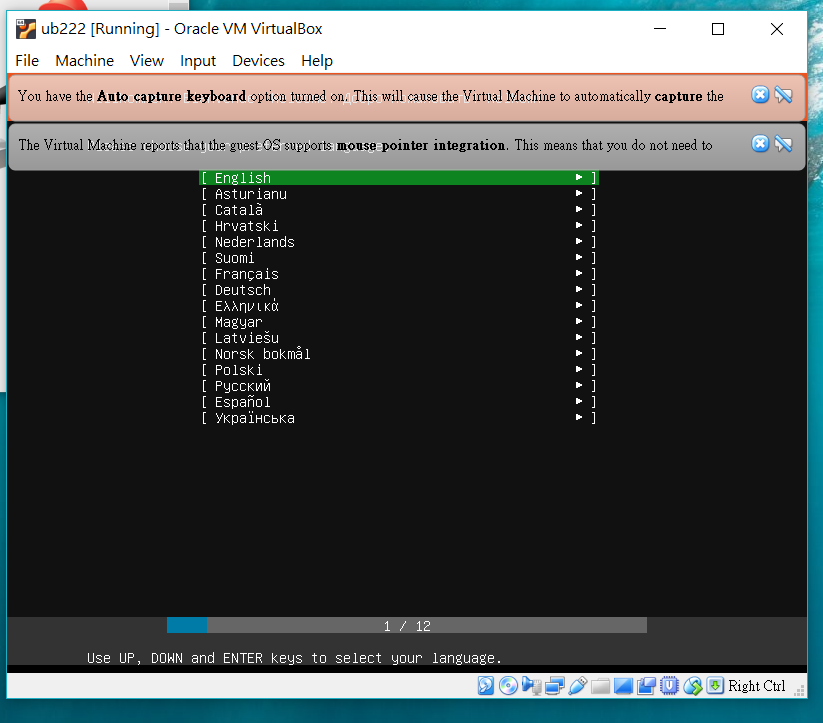 ub222 [Running] - Oracle VM VirtualBox
File Machine View Input Devices Help
You have the Auto capture keyboard option turned on. This will cause the Virtual Machine to automatically capture the
The Virtual Machine reports that the guest OS supports mouse pointer integration. This means that you do not need to
[ English ► ]
[ Asturianu ► ]
[ Català ► ]
[ Hrvatski ► ]
[ Nederlands ► ]
[ Suomi ► ]
[ Français ► ]
[ Deutsch ► ]
[ Ελληνικά ► ]
[ Magyar ► ]
[ Latviešu ► ]
[ Norsk bokmål ► ]
[ Polski ► ]
[ Русский ► ]
[ Español ► ]
[ Українська ► ]
1 / 12
Use UP, DOWN and ENTER keys to select your language.
Right Ctrl